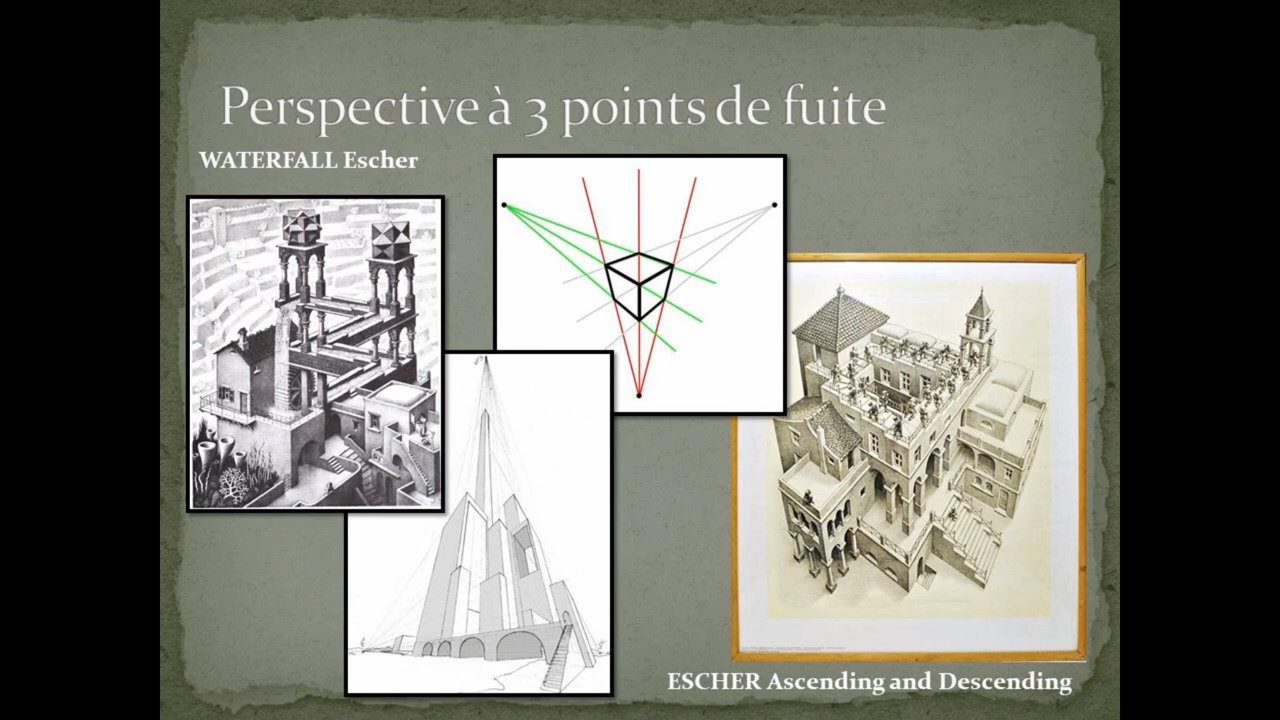 Perspective à 3 points de fuite
WATERFALL Escher
ESCHER Ascending and Descending